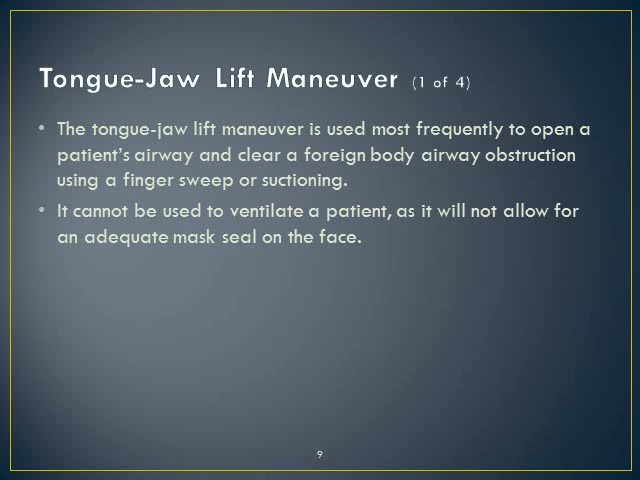 Tongue-Jaw Lift Maneuver (1 of 4)
• The tongue-jaw lift maneuver is used most frequently to open a
patient’s airway and clear a foreign body airway obstruction
using a finger sweep or suctioning.
• It cannot be used to ventilate a patient, as it will not allow for
an adequate mask seal on the face.
9